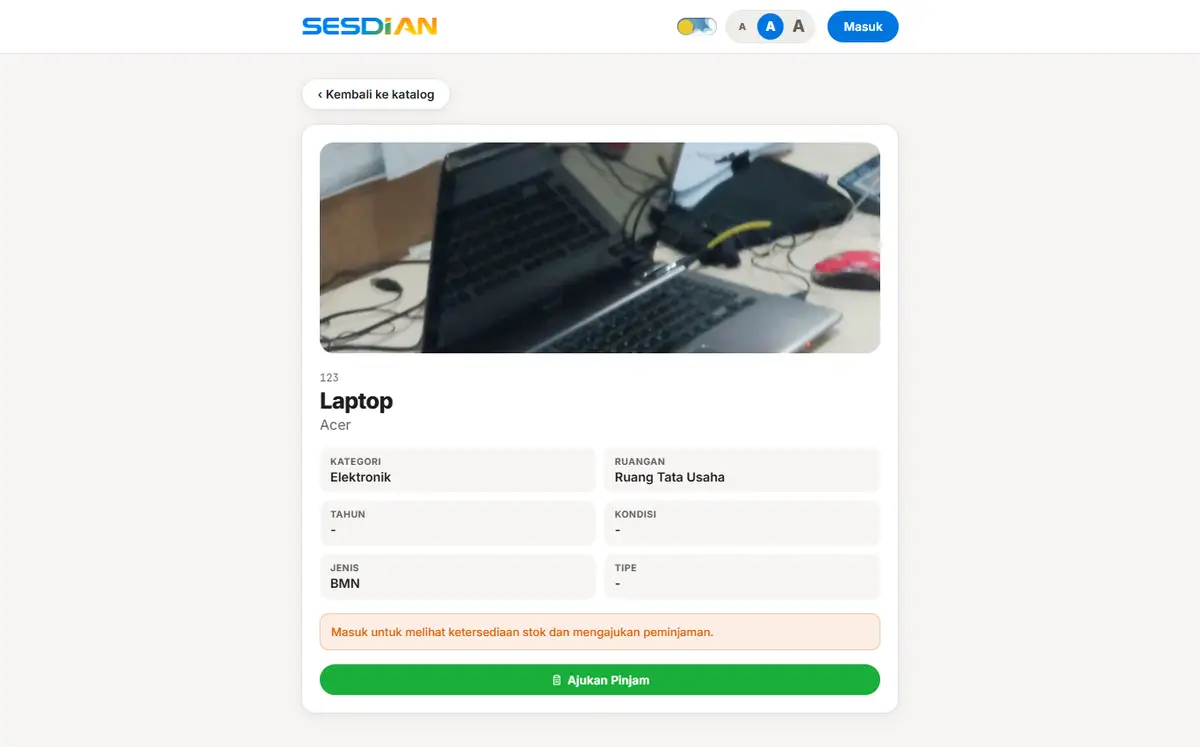 SESDiAN
A
A
A
Masuk
‹ Kembali ke katalog
123
Laptop
Acer
KATEGORI
Elektronik
RUANGAN
Ruang Tata Usaha
TAHUN
-
KONDISI
-
JENIS
BMN
TIPE
-
Masuk untuk melihat ketersediaan stok dan mengajukan peminjaman.
Ajukan Pinjam